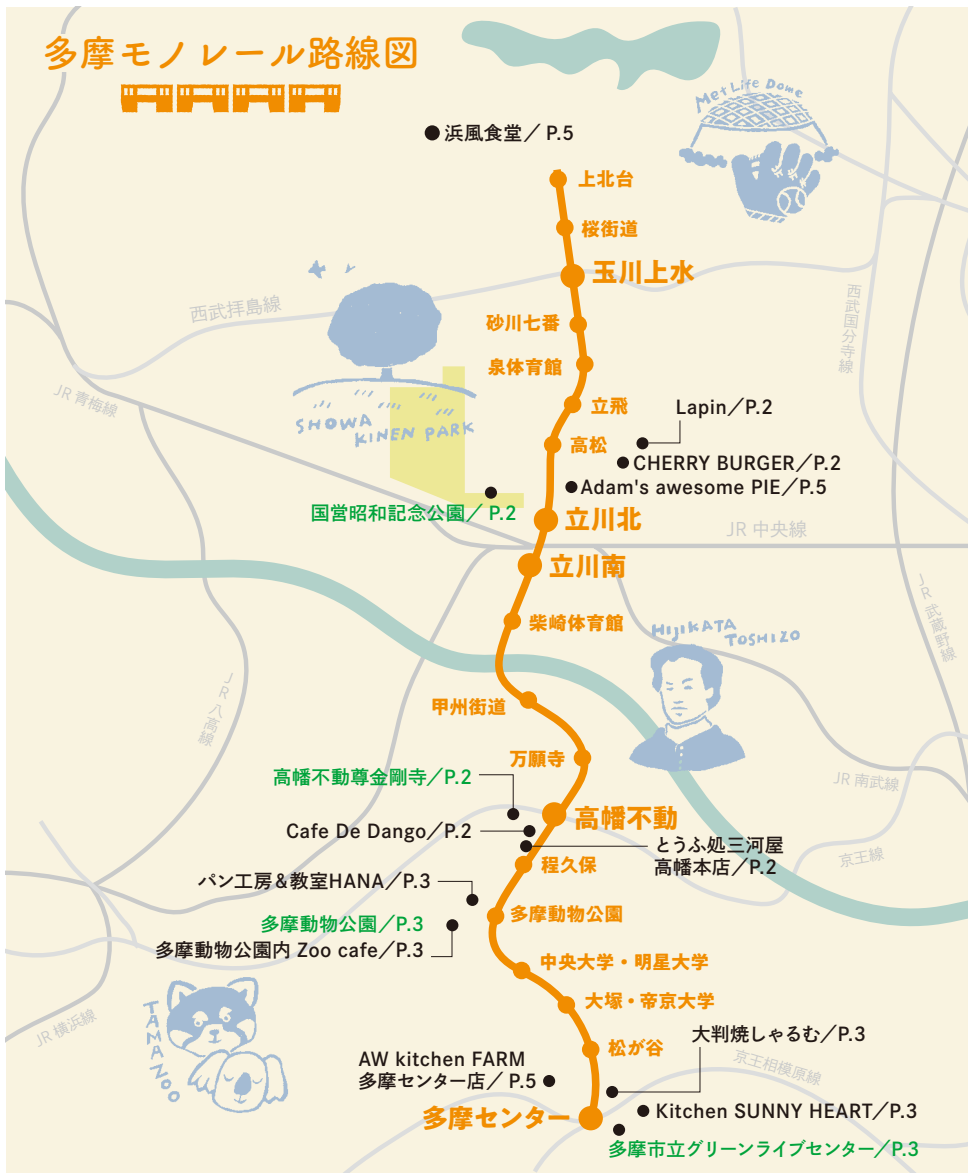 多摩モノレール路線図
MetLife Dome
●浜風食堂／P.5
上北台
桜街道
玉川上水
西武拝島線
西武国分寺線
砂川七番
泉体育館
JR 青梅線
立飛
Lapin／P.2
SHOWA
KINEN PARK
高松
●CHERRY BURGER／P.2
●Adam's awesome PIE／P.5
国営昭和記念公園／P.2
立川北
JR 中央線
立川南
JR 武蔵野線
柴崎体育館
HIJIKATA
TOSHIZO
JR 八高線
甲州街道
万願寺
高幡不動尊金剛寺／P.2
JR 南武線
高幡不動
Cafe De Dango／P.2
とうふ処三河屋
高幡本店／P.2
京王線
程久保
パン工房＆教室HANA／P.3
多摩動物公園
多摩動物公園／P.3
多摩動物公園内 Zoo cafe／P.3
中央大学・明星大学
大塚・帝京大学
TAMA ZOO
JR 横浜線
大判焼しゃるむ／P.3
松が谷
京王相模原線
AW kitchen FARM
多摩センター店／P.5
多摩センター
●Kitchen SUNNY HEART／P.3
多摩市立グリーンライブセンター／P.3